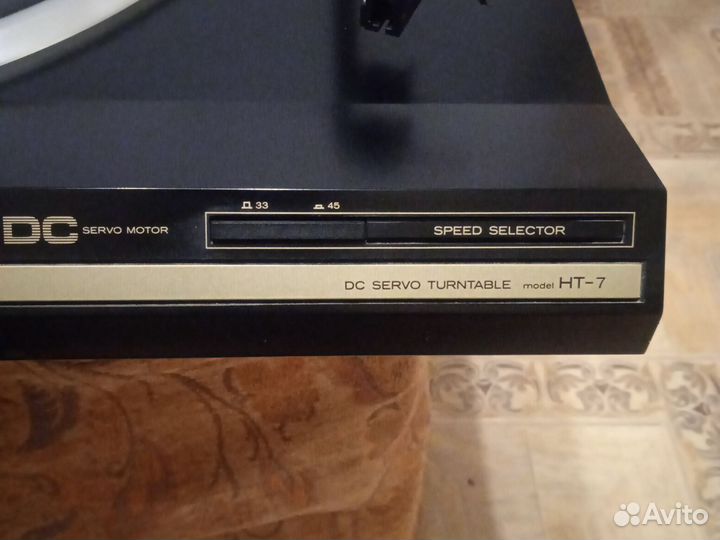 33 45
DC SERVO MOTOR SPEED SELECTOR
DC SERVO TURNTABLE model HT-7
Avito